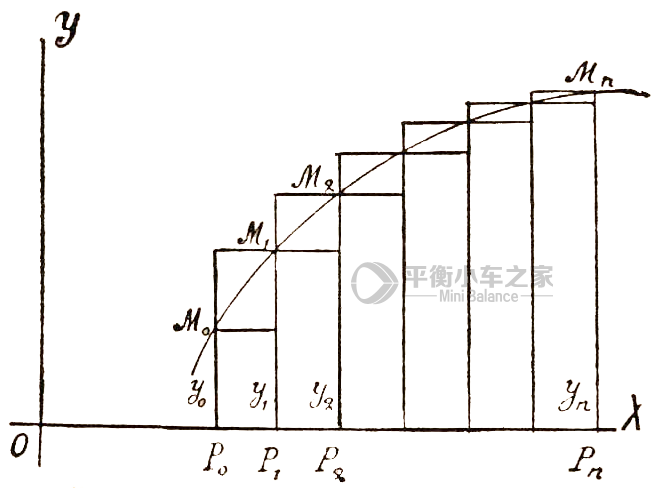 y
M_n
M_2
M_1
平衡小车之家
Mini Balance
M_0
y_0 y_1 y_2 y_n
X
O
P_0 P_1 P_2 P_n